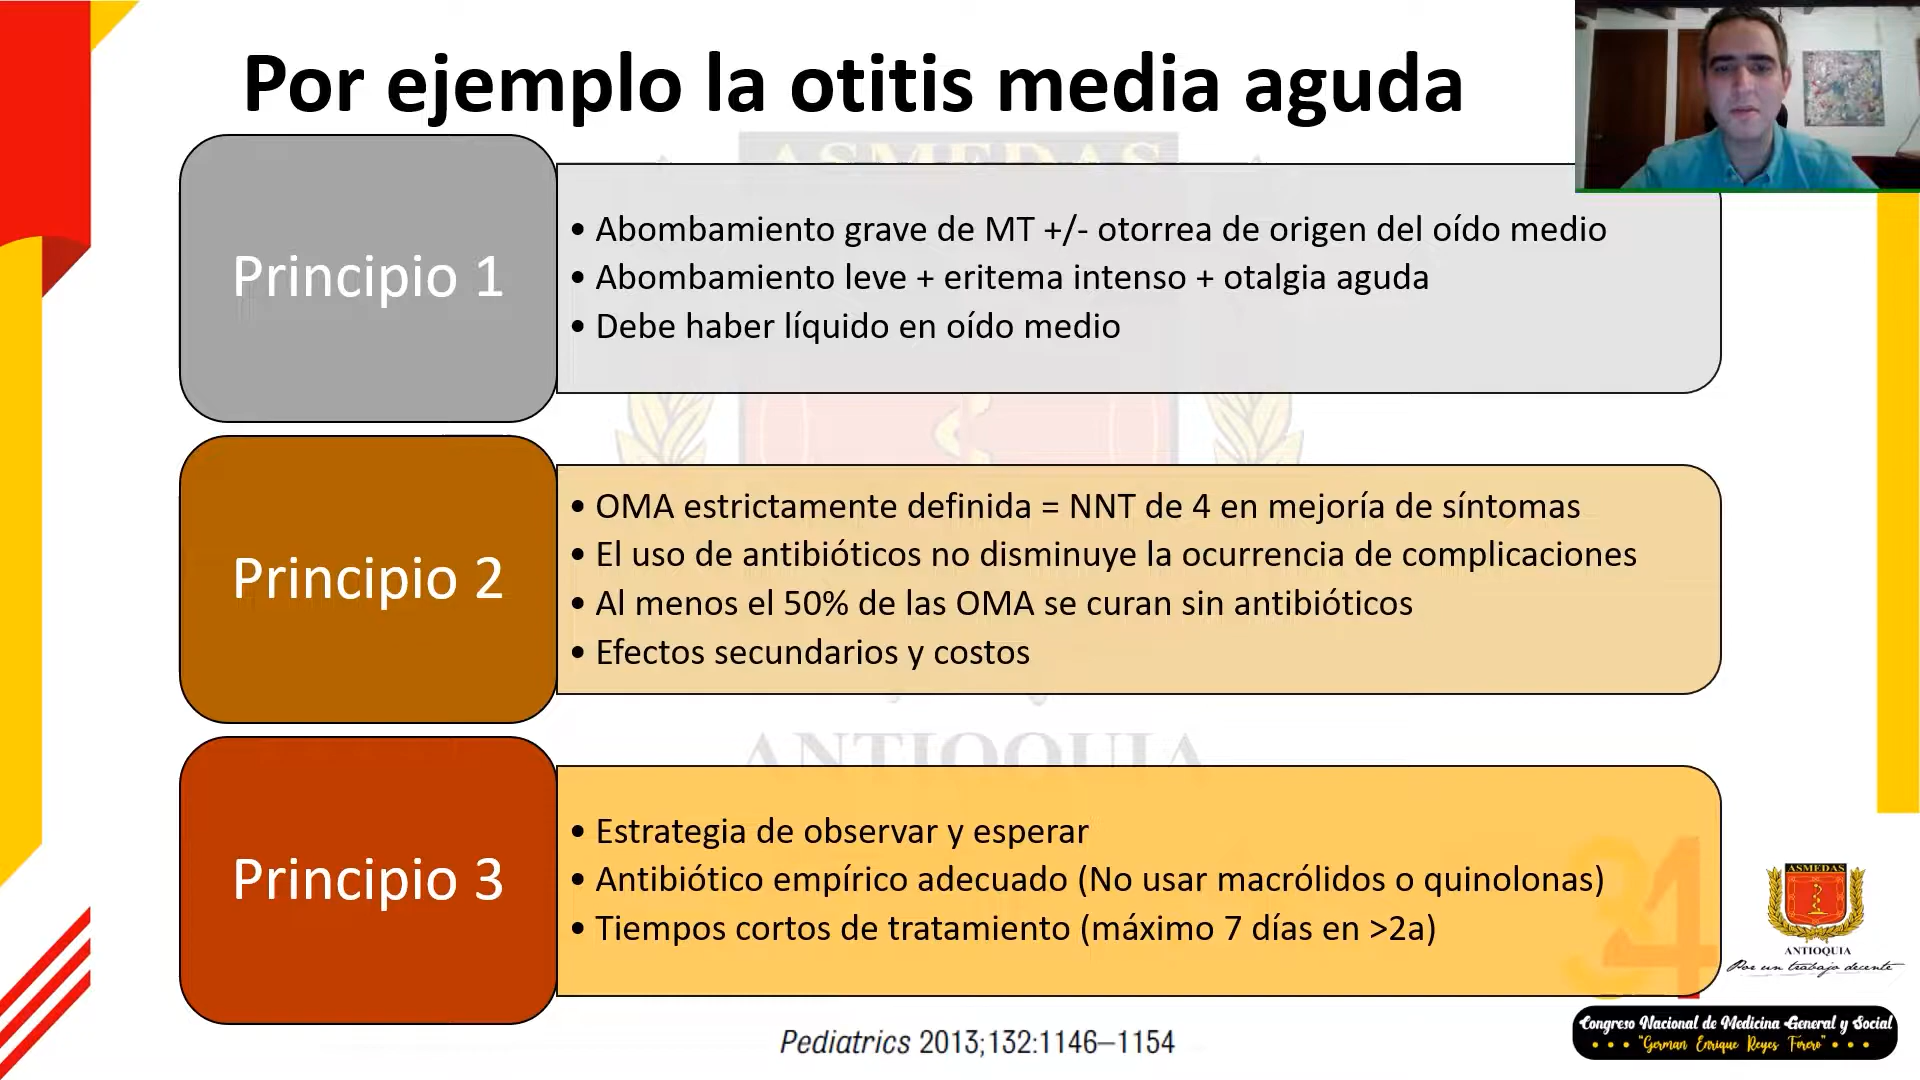 Por ejemplo la otitis media aguda
ASMEDAS
Principio 1
• Abombamiento grave de MT +/- otorrea de origen del oído medio
• Abombamiento leve + eritema intenso + otalgia aguda
• Debe haber líquido en oído medio
Principio 2
• OMA estrictamente definida = NNT de 4 en mejoría de síntomas
• El uso de antibióticos no disminuye la ocurrencia de complicaciones
• Al menos el 50% de las OMA se curan sin antibióticos
• Efectos secundarios y costos
ANTIOQUIA
Principio 3
• Estrategia de observar y esperar
• Antibiótico empírico adecuado (No usar macrólidos o quinolonas)
• Tiempos cortos de tratamiento (máximo 7 días en >2a)
34
ASMEDAS
ANTIOQUIA
Por un trabajo decente
Pediatrics 2013;132:1146–1154
Congreso Nacional de Medicina General y Social
• • • "German Enrique Reyes Forero" • • •